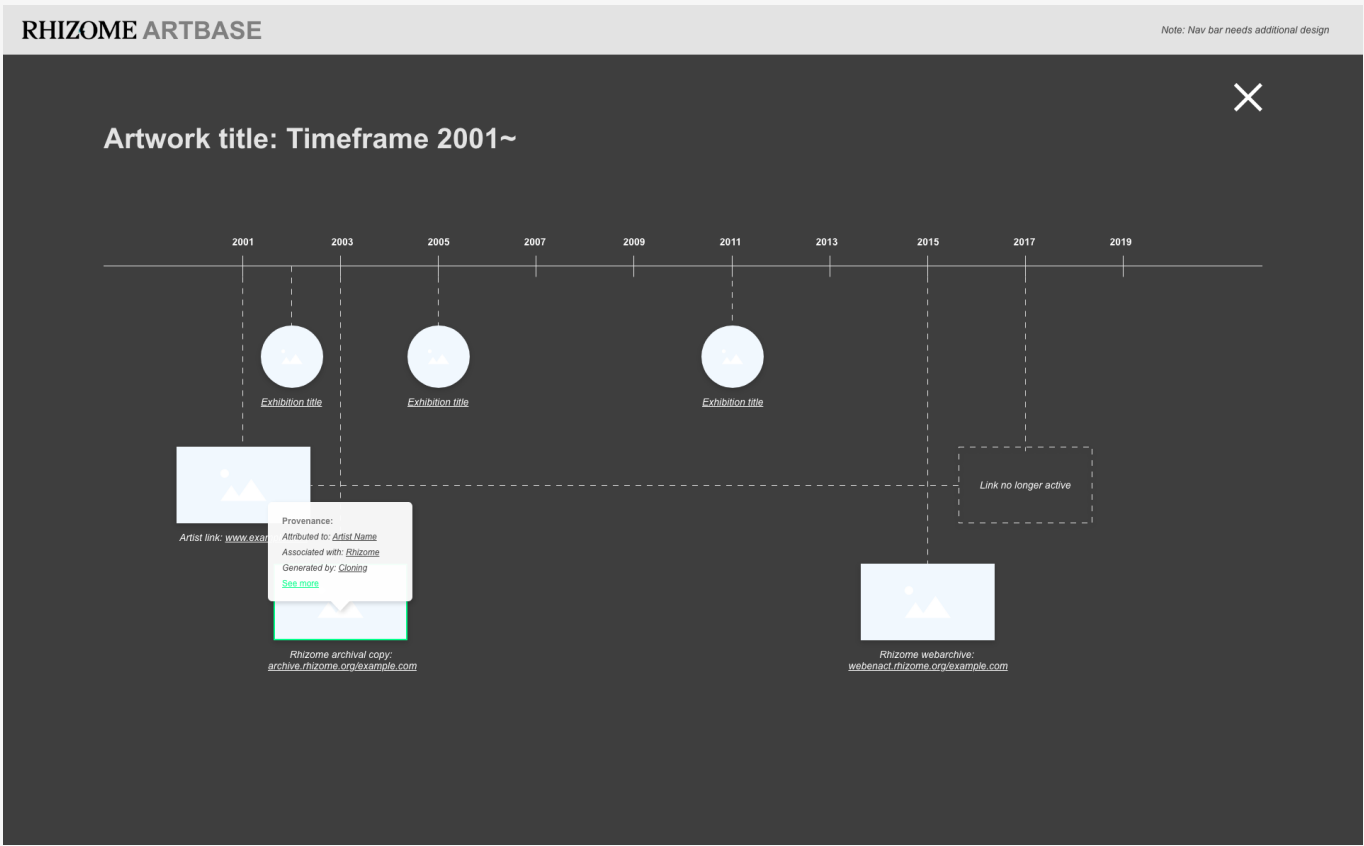 RHIZOME ARTBASE
Note: Nav bar needs additional design
Artwork title: Timeframe 2001~
2001 2003 2005 2007 2009 2011 2013 2015 2017 2019
Exhibition title Exhibition title Exhibition title
Link no longer active
Artist link: www.exam
Provenance:
Attributed to: Artist Name
Associated with: Rhizome
Generated by: Cloning
See more
Rhizome archival copy:
archive.rhizome.org/example.com
Rhizome webarchive:
webenact.rhizome.org/example.com